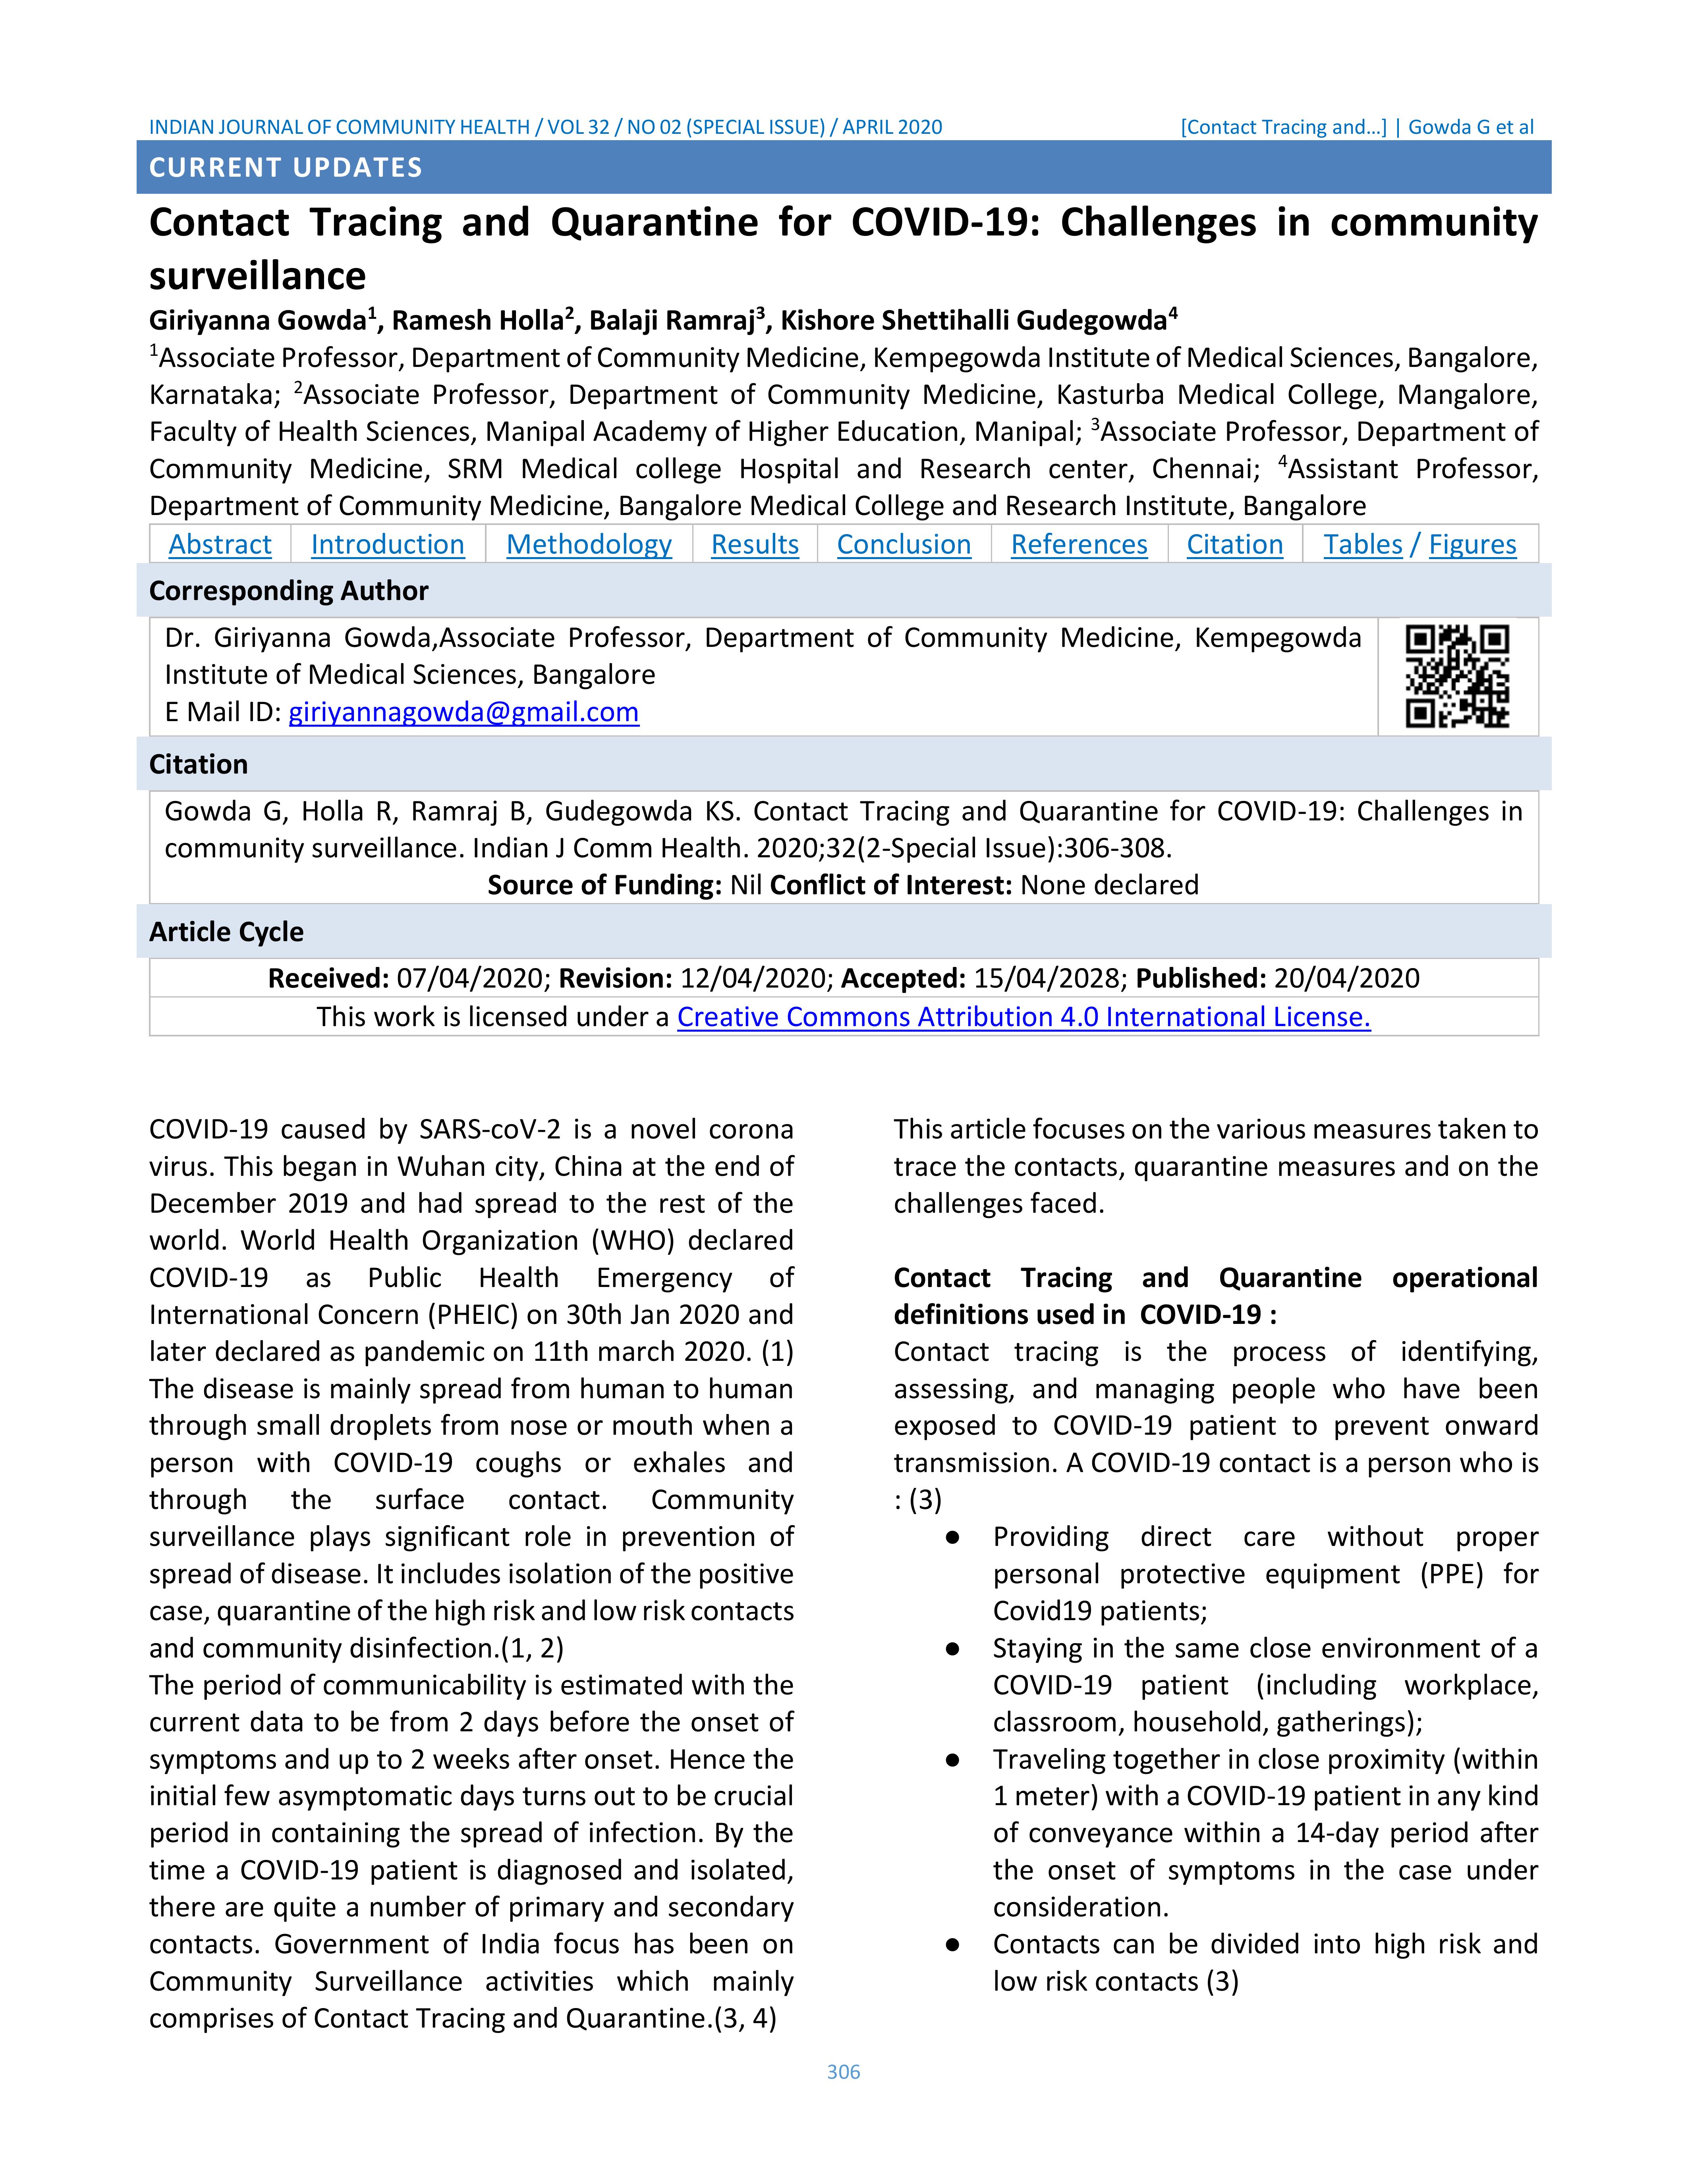 INDIAN JOURNAL OF COMMUNITY HEALTH / VOL 32 / NO 02 (SPECIAL ISSUE) / APRIL 2020 [Contact Tracing and…] | Gowda G et al
CURRENT UPDATES
Contact Tracing and Quarantine for COVID-19: Challenges in community
surveillance
Giriyanna Gowda1, Ramesh Holla2, Balaji Ramraj3, Kishore Shettihalli Gudegowda4
1Associate Professor, Department of Community Medicine, Kempegowda Institute of Medical Sciences, Bangalore,
Karnataka; 2Associate Professor, Department of Community Medicine, Kasturba Medical College, Mangalore,
Faculty of Health Sciences, Manipal Academy of Higher Education, Manipal; 3Associate Professor, Department of
Community Medicine, SRM Medical college Hospital and Research center, Chennai; 4Assistant Professor,
Department of Community Medicine, Bangalore Medical College and Research Institute, Bangalore
Abstract Introduction Methodology Results Conclusion References Citation Tables / Figures
Corresponding Author
Dr. Giriyanna Gowda,Associate Professor, Department of Community Medicine, Kempegowda
Institute of Medical Sciences, Bangalore
E Mail ID: giriyannagowda@gmail.com
Citation
Gowda G, Holla R, Ramraj B, Gudegowda KS. Contact Tracing and Quarantine for COVID-19: Challenges in
community surveillance. Indian J Comm Health. 2020;32(2-Special Issue):306-308.
Source of Funding: Nil Conflict of Interest: None declared
Article Cycle
Received: 07/04/2020; Revision: 12/04/2020; Accepted: 15/04/2028; Published: 20/04/2020
This work is licensed under a Creative Commons Attribution 4.0 International License.
COVID-19 caused by SARS-coV-2 is a novel corona
virus. This began in Wuhan city, China at the end of
December 2019 and had spread to the rest of the
world. World Health Organization (WHO) declared
COVID-19 as Public Health Emergency of
International Concern (PHEIC) on 30th Jan 2020 and
later declared as pandemic on 11th march 2020. (1)
The disease is mainly spread from human to human
through small droplets from nose or mouth when a
person with COVID-19 coughs or exhales and
through the surface contact. Community
surveillance plays significant role in prevention of
spread of disease. It includes isolation of the positive
case, quarantine of the high risk and low risk contacts
and community disinfection.(1, 2)
The period of communicability is estimated with the
current data to be from 2 days before the onset of
symptoms and up to 2 weeks after onset. Hence the
initial few asymptomatic days turns out to be crucial
period in containing the spread of infection. By the
time a COVID-19 patient is diagnosed and isolated,
there are quite a number of primary and secondary
contacts. Government of India focus has been on
Community Surveillance activities which mainly
comprises of Contact Tracing and Quarantine.(3, 4)
This article focuses on the various measures taken to
trace the contacts, quarantine measures and on the
challenges faced.
Contact Tracing and Quarantine operational
definitions used in COVID-19 :
Contact tracing is the process of identifying,
assessing, and managing people who have been
exposed to COVID-19 patient to prevent onward
transmission. A COVID-19 contact is a person who is
: (3)
● Providing direct care without proper
personal protective equipment (PPE) for
Covid19 patients;
● Staying in the same close environment of a
COVID-19 patient (including workplace,
classroom, household, gatherings);
● Traveling together in close proximity (within
1 meter) with a COVID-19 patient in any kind
of conveyance within a 14-day period after
the onset of symptoms in the case under
consideration.
● Contacts can be divided into high risk and
low risk contacts (3)
306